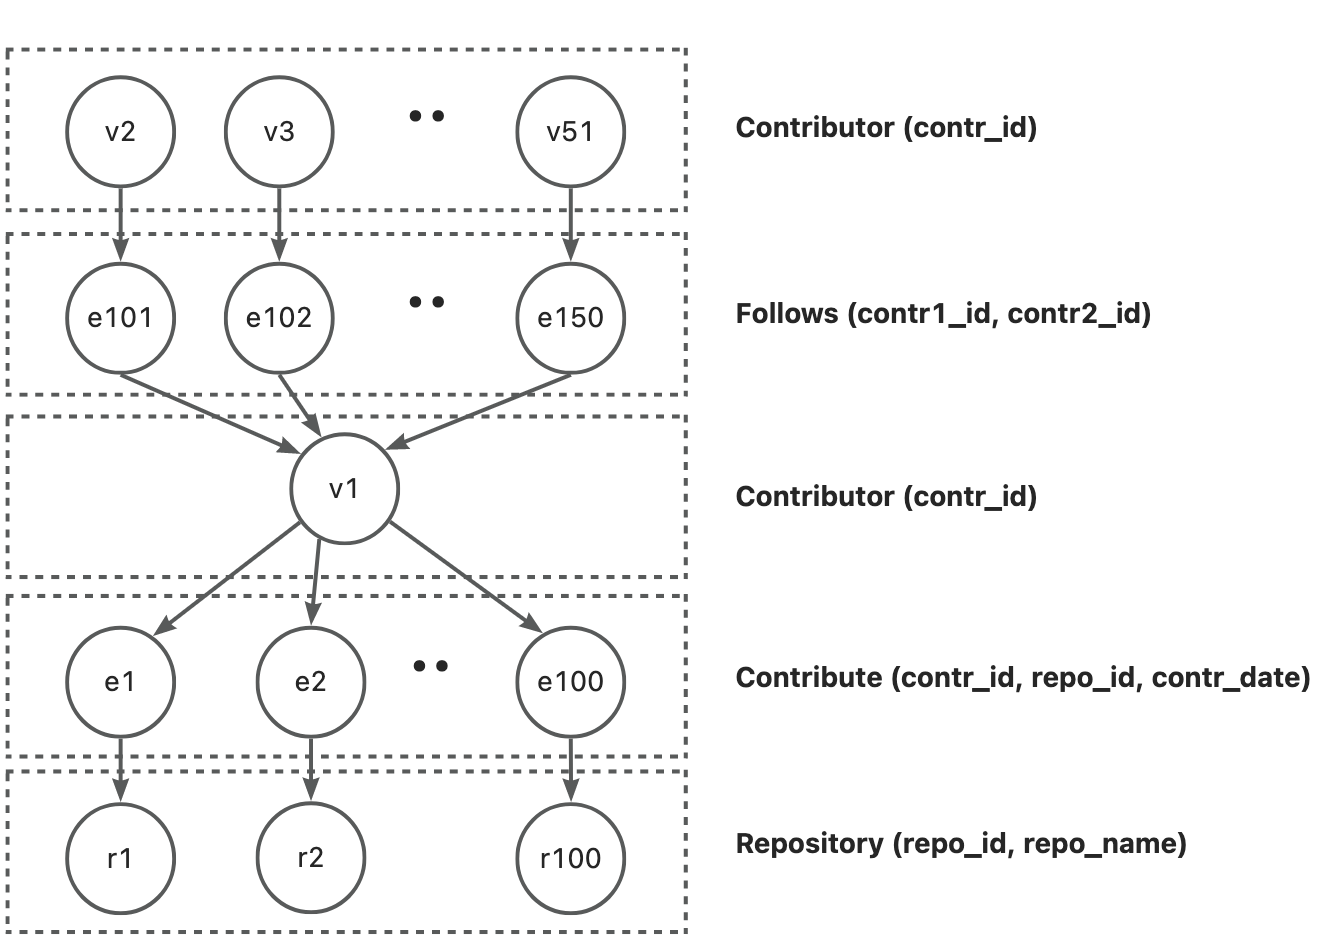 v2 v3 v51 Contributor (contr_id)
e101 e102 e150 Follows (contr1_id, contr2_id)
v1 Contributor (contr_id)
e1 e2 e100 Contribute (contr_id, repo_id, contr_date)
r1 r2 r100 Repository (repo_id, repo_name)